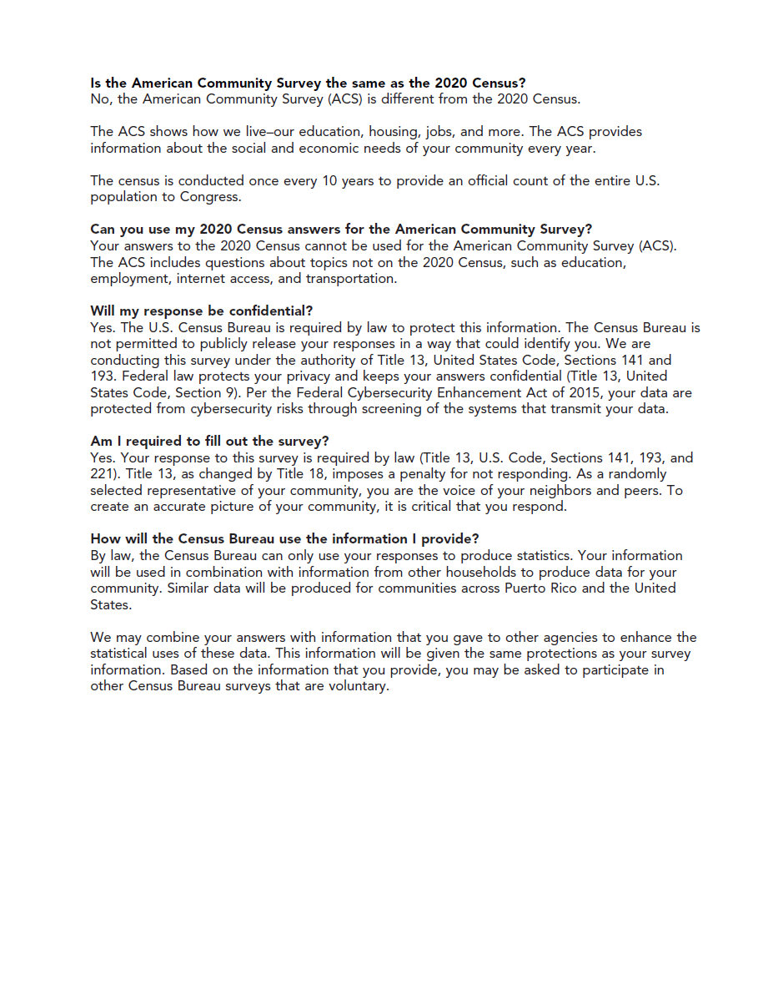 Is the American Community Survey the same as the 2020 Census?
No, the American Community Survey (ACS) is different from the 2020 Census.
The ACS shows how we live–our education, housing, jobs, and more. The ACS provides
information about the social and economic needs of your community every year.
The census is conducted once every 10 years to provide an official count of the entire U.S.
population to Congress.
Can you use my 2020 Census answers for the American Community Survey?
Your answers to the 2020 Census cannot be used for the American Community Survey (ACS).
The ACS includes questions about topics not on the 2020 Census, such as education,
employment, internet access, and transportation.
Will my response be confidential?
Yes. The U.S. Census Bureau is required by law to protect this information. The Census Bureau is
not permitted to publicly release your responses in a way that could identify you. We are
conducting this survey under the authority of Title 13, United States Code, Sections 141 and
193. Federal law protects your privacy and keeps your answers confidential (Title 13, United
States Code, Section 9). Per the Federal Cybersecurity Enhancement Act of 2015, your data are
protected from cybersecurity risks through screening of the systems that transmit your data.
Am I required to fill out the survey?
Yes. Your response to this survey is required by law (Title 13, U.S. Code, Sections 141, 193, and
221). Title 13, as changed by Title 18, imposes a penalty for not responding. As a randomly
selected representative of your community, you are the voice of your neighbors and peers. To
create an accurate picture of your community, it is critical that you respond.
How will the Census Bureau use the information I provide?
By law, the Census Bureau can only use your responses to produce statistics. Your information
will be used in combination with information from other households to produce data for your
community. Similar data will be produced for communities across Puerto Rico and the United
States.
We may combine your answers with information that you gave to other agencies to enhance the
statistical uses of these data. This information will be given the same protections as your survey
information. Based on the information that you provide, you may be asked to participate in
other Census Bureau surveys that are voluntary.